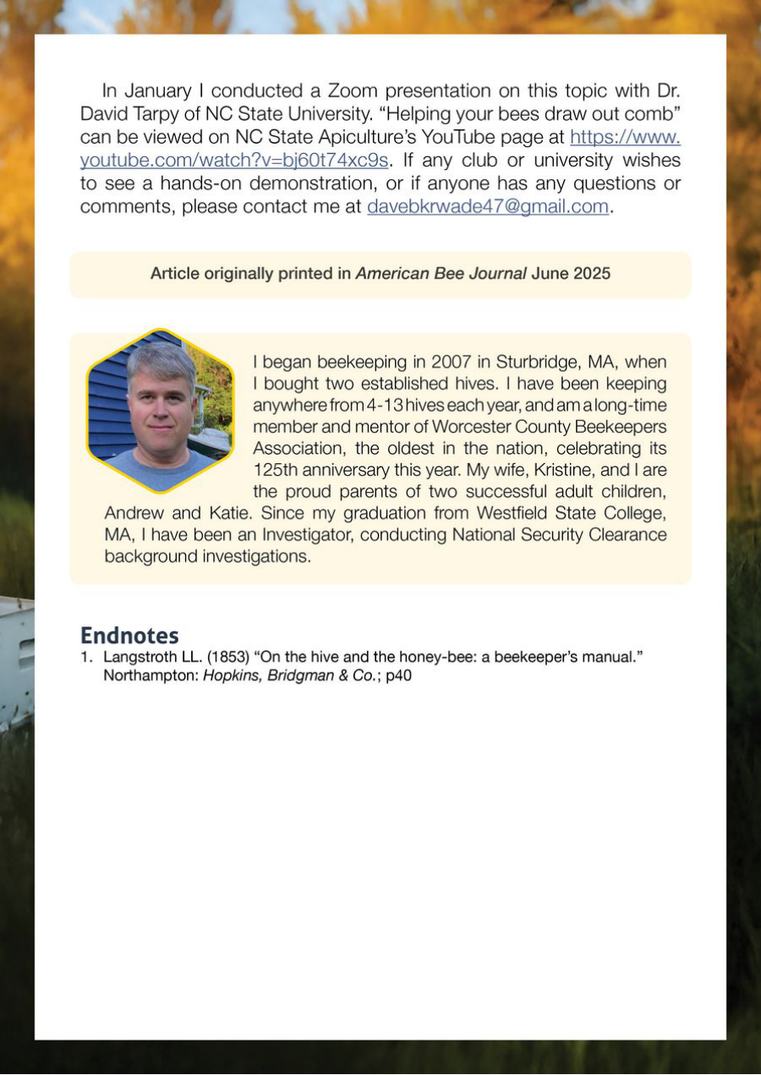 In January I conducted a Zoom presentation on this topic with Dr.
David Tarpy of NC State University. “Helping your bees draw out comb”
can be viewed on NC State Apiculture’s YouTube page at https://www.
youtube.com/watch?v=bj60t74xc9s. If any club or university wishes
to see a hands-on demonstration, or if anyone has any questions or
comments, please contact me at davebkrwade47@gmail.com.
Article originally printed in American Bee Journal June 2025
I began beekeeping in 2007 in Sturbridge, MA, when
I bought two established hives. I have been keeping
anywhere from 4-13 hives each year, and am a long-time
member and mentor of Worcester County Beekeepers
Association, the oldest in the nation, celebrating its
125th anniversary this year. My wife, Kristine, and I are
the proud parents of two successful adult children,
Andrew and Katie. Since my graduation from Westfield State College,
MA, I have been an Investigator, conducting National Security Clearance
background investigations.
Endnotes
1. Langstroth LL. (1853) “On the hive and the honey-bee: a beekeeper’s manual.”
Northampton: Hopkins, Bridgman & Co.; p40